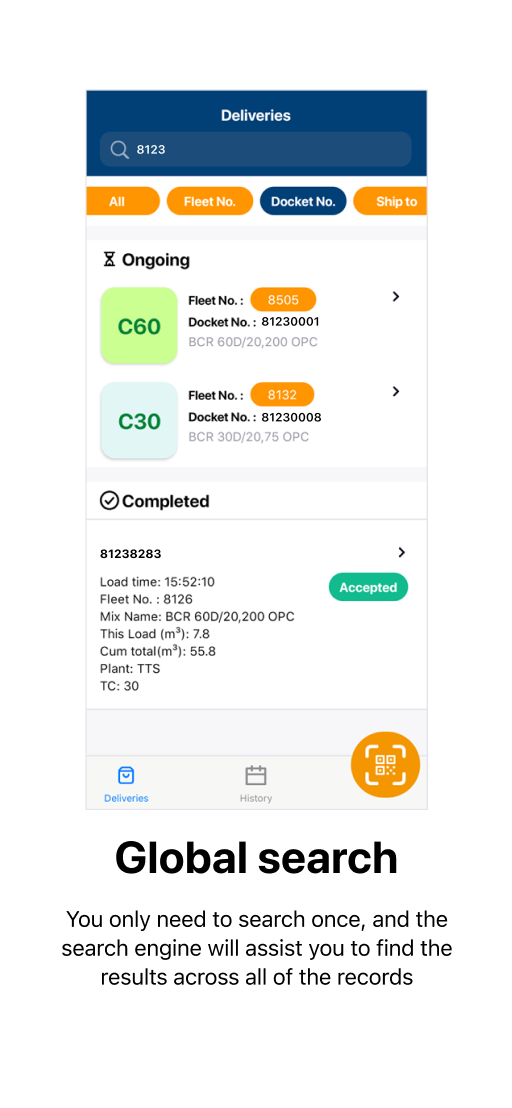 Deliveries
8123
All
Fleet No.
Docket No.
Ship to
Ongoing
C60
Fleet No. : 8505
Docket No. : 81230001
BCR 60D/20,200 OPC
C30
Fleet No. : 8132
Docket No. : 81230008
BCR 30D/20,75 OPC
Completed
81238283
Load time: 15:52:10
Accepted
Fleet No. : 8126
Mix Name: BCR 60D/20,200 OPC
This Load (m³): 7.8
Cum total(m³): 55.8
Plant: TTS
TC: 30
Deliveries
History
Global search
You only need to search once, and the
search engine will assist you to find the
results across all of the records